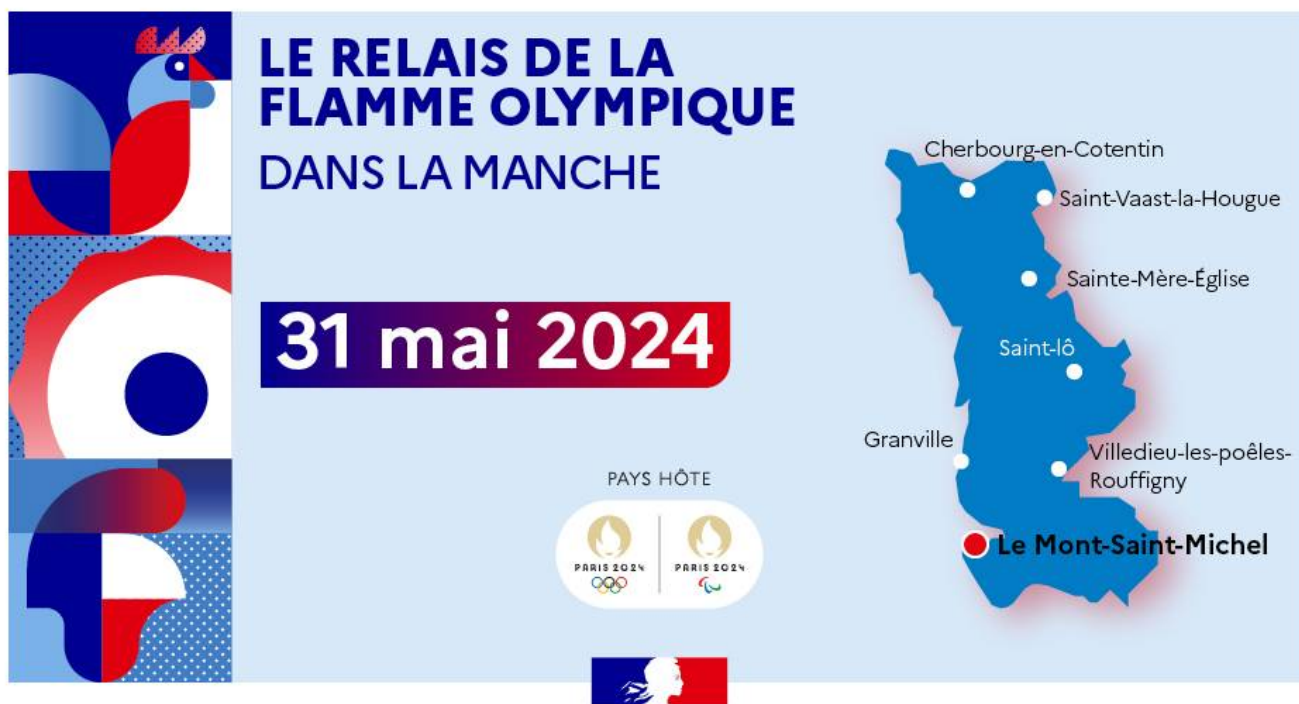 LE RELAIS DE LA
FLAMME OLYMPIQUE
DANS LA MANCHE
31 mai 2024
PAYS HÔTE
PARIS 2024
PARIS 2024
Cherbourg-en-Cotentin
Saint-Vaast-la-Hougue
Sainte-Mère-Église
Saint-lô
Granville
Villedieu-les-poêles-
Rouffigny
Le Mont-Saint-Michel